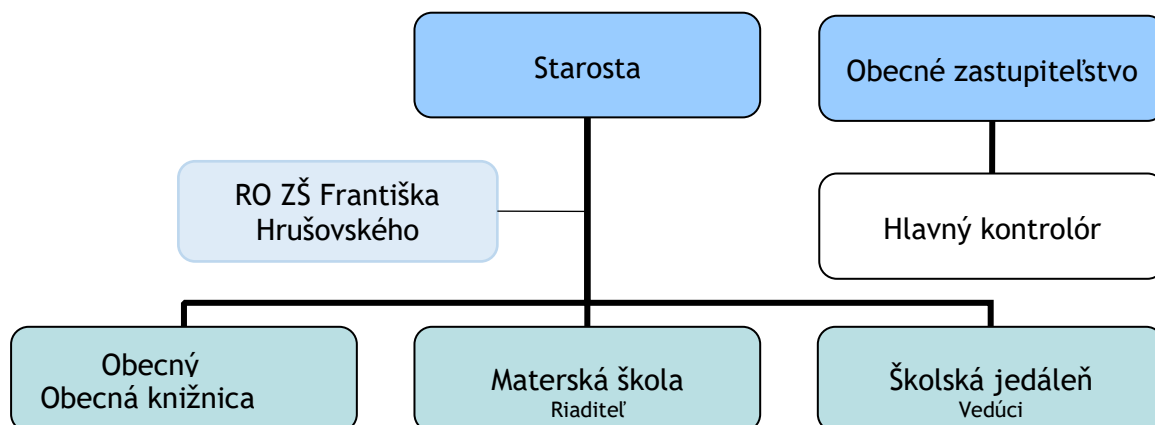 Starosta
Obecné zastupiteľstvo
RO ZŠ Františka
Hrušovského
Hlavný kontrolór
Obecný
Obecná knižnica
Materská škola
Riaditeľ
Školská jedáleň
Vedúci